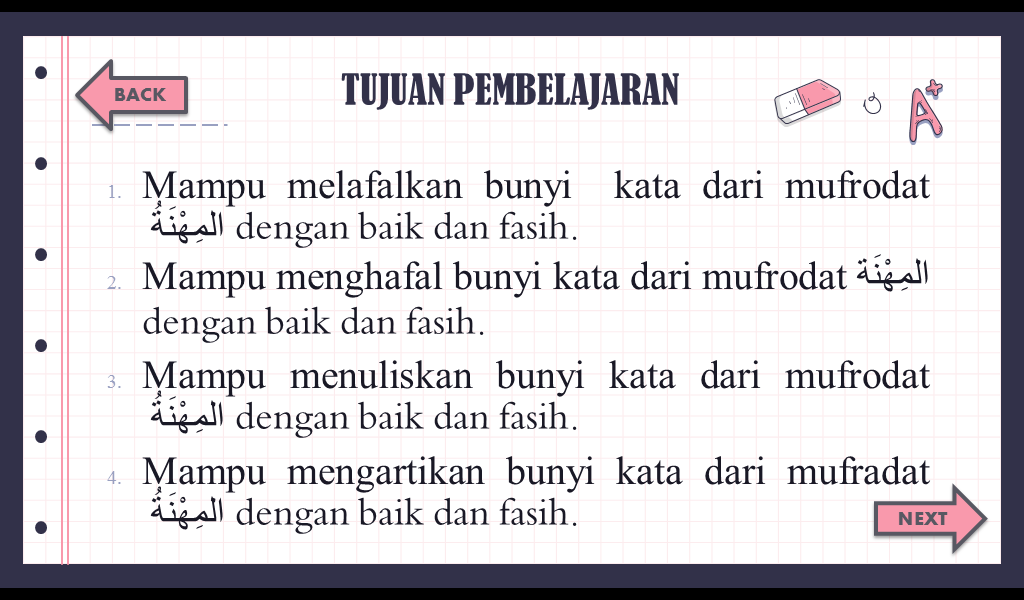 BACK
TUJUAN PEMBELAJARAN
A+
1. Mampu melafalkan bunyi kata dari mufrodat
المِهْنَةُ dengan baik dan fasih.
2. Mampu menghafal bunyi kata dari mufrodat المِهْنَة
dengan baik dan fasih.
3. Mampu menuliskan bunyi kata dari mufrodat
المِهْنَةُ dengan baik dan fasih.
4. Mampu mengartikan bunyi kata dari mufradat
المِهْنَةُ dengan baik dan fasih.
NEXT